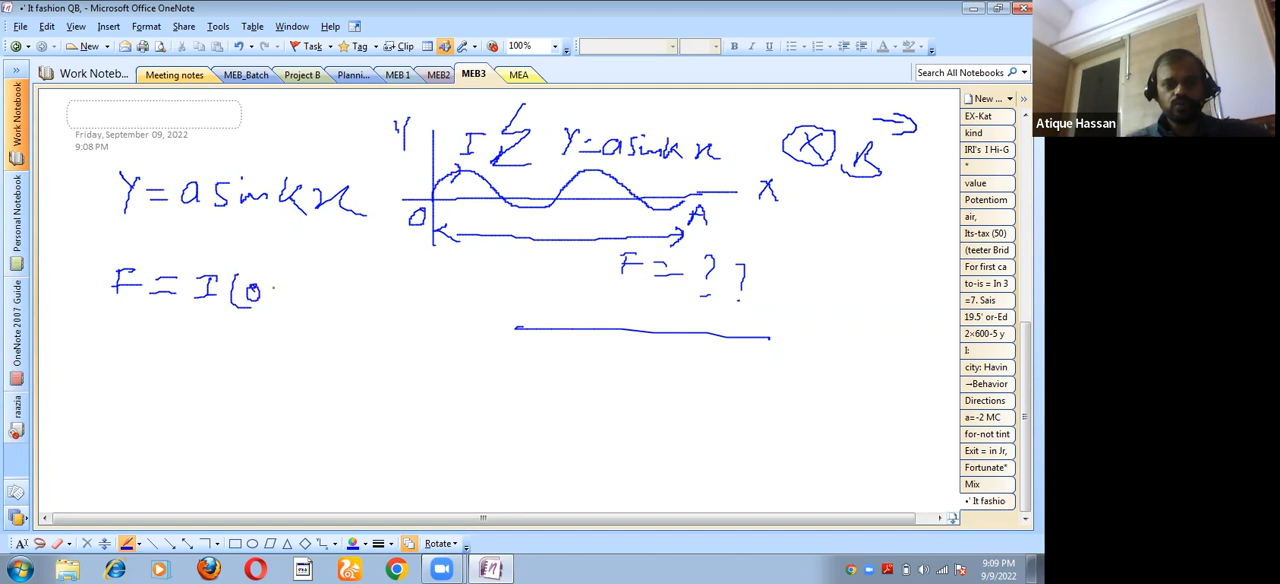 It fashion QB, - Microsoft Office OneNote
File Edit View Insert Format Share Tools Table Window Help
New Task Tag Clip 100% B I U
Work Noteb... Meeting notes MEB_Batch Project B Planni... MEB 1 MEB2 MEB3 MEA Search All Notebooks
Work Notebook
Personal Notebook
OneNote 2007 Guide
raazia
Friday, September 09, 2022
9:08 PM
Y I Y=asinkx X B
Y=asinkx
O A X
F=??
F=I(o
New ...
EX-Kat
kind
IRI's I Hi-G
*
value
Potentiom
air,
Its-tax (50)
(teeter Brid
For first ca
to-is = In 3
=7. Sais
19.5' or-Ed
2×600-5 y
I:
city: Havin
→Behavior
Directions
a=-2 MC
for-not tint
Exit = in Jr,
Fortunate*
Mix
•' It fashio
Atique Hassan
Rotate
9:09 PM
9/9/2022